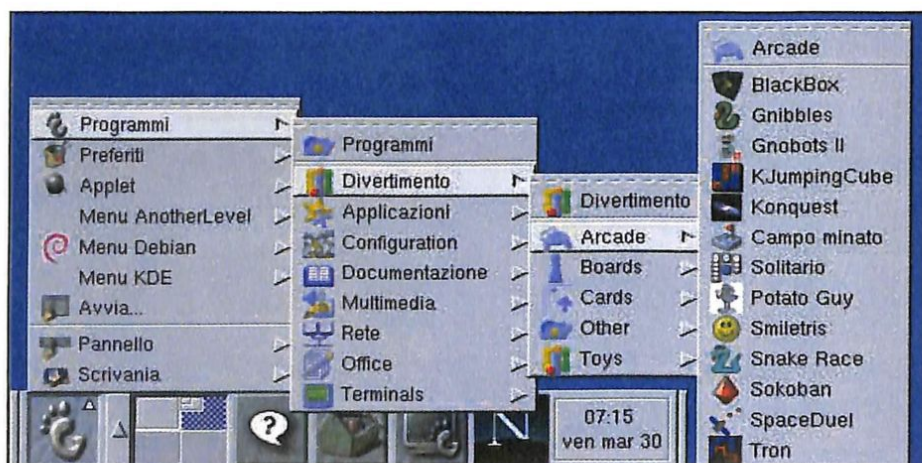 Programmi
Preferiti
Applet
Menu AnotherLevel
Menu Debian
Menu KDE
Avvia...
Pannello
Scrivania
Programmi
Divertimento
Applicazioni
Configuration
Documentazione
Multimedia
Rete
Office
Terminals
Divertimento
Arcade
Boards
Cards
Other
Toys
Arcade
BlackBox
Gnibbles
Gnobots II
KJumpingCube
Konquest
Campo minato
Solitario
Potato Guy
Smiletris
Snake Race
Sokoban
SpaceDuel
Tron
?
N
07:15
ven mar 30